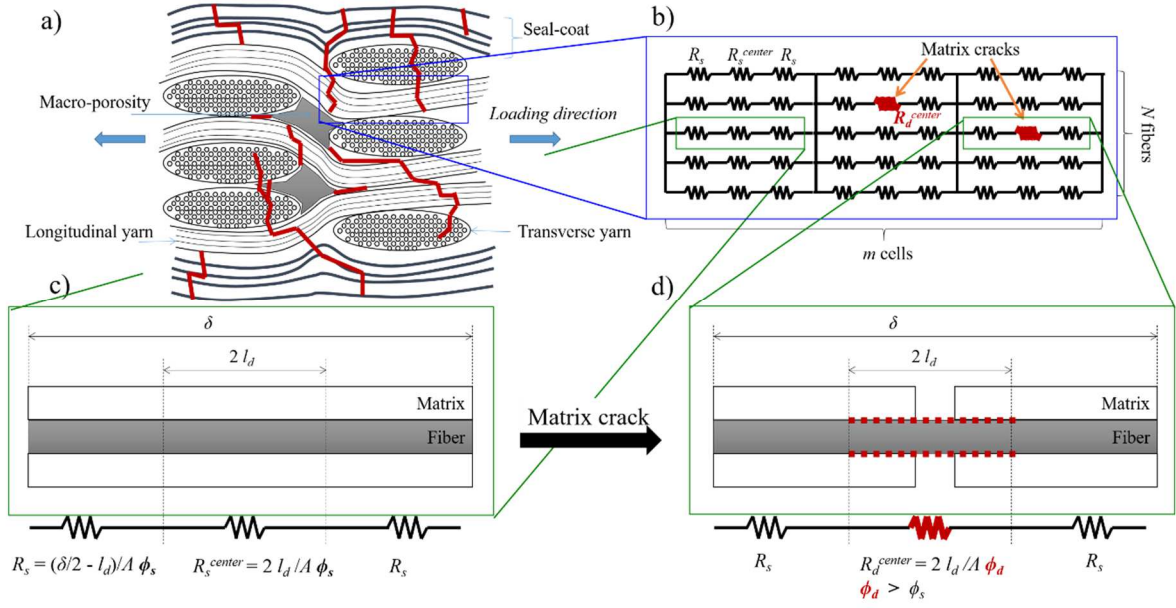 a)
Seal-coat
Macro-porosity
Loading direction
Longitudinal yarn
Transverse yarn
b)
R_s R_s^center R_s
Matrix cracks
R_d^center
N fibers
m cells
c)
δ
2 l_d
Matrix
Fiber
R_s = (δ/2 - l_d)/Λ ϕ_s
R_s^center = 2 l_d /Λ ϕ_s
R_s
Matrix crack
d)
δ
2 l_d
Matrix
Fiber
R_s
R_d^center = 2 l_d /Λ ϕ_d
ϕ_d > ϕ_s
R_s